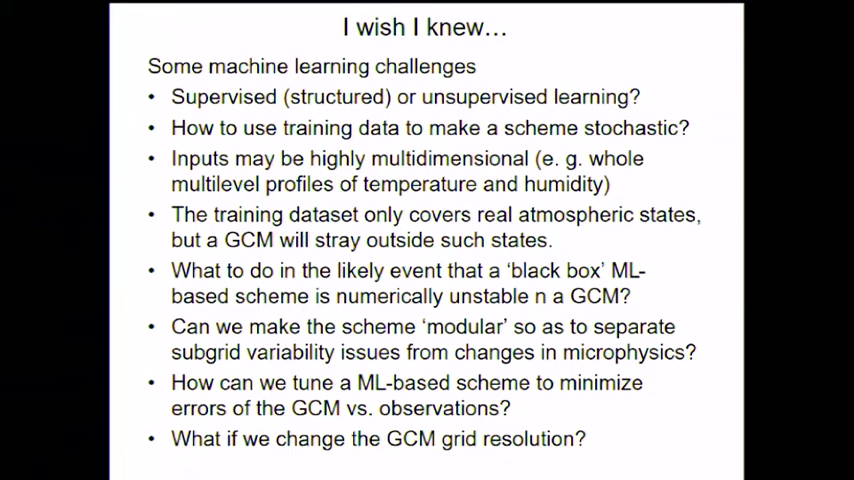 I wish I knew…
Some machine learning challenges
• Supervised (structured) or unsupervised learning?
• How to use training data to make a scheme stochastic?
• Inputs may be highly multidimensional (e. g. whole
multilevel profiles of temperature and humidity)
• The training dataset only covers real atmospheric states,
but a GCM will stray outside such states.
• What to do in the likely event that a ‘black box’ ML-
based scheme is numerically unstable n a GCM?
• Can we make the scheme ‘modular’ so as to separate
subgrid variability issues from changes in microphysics?
• How can we tune a ML-based scheme to minimize
errors of the GCM vs. observations?
• What if we change the GCM grid resolution?